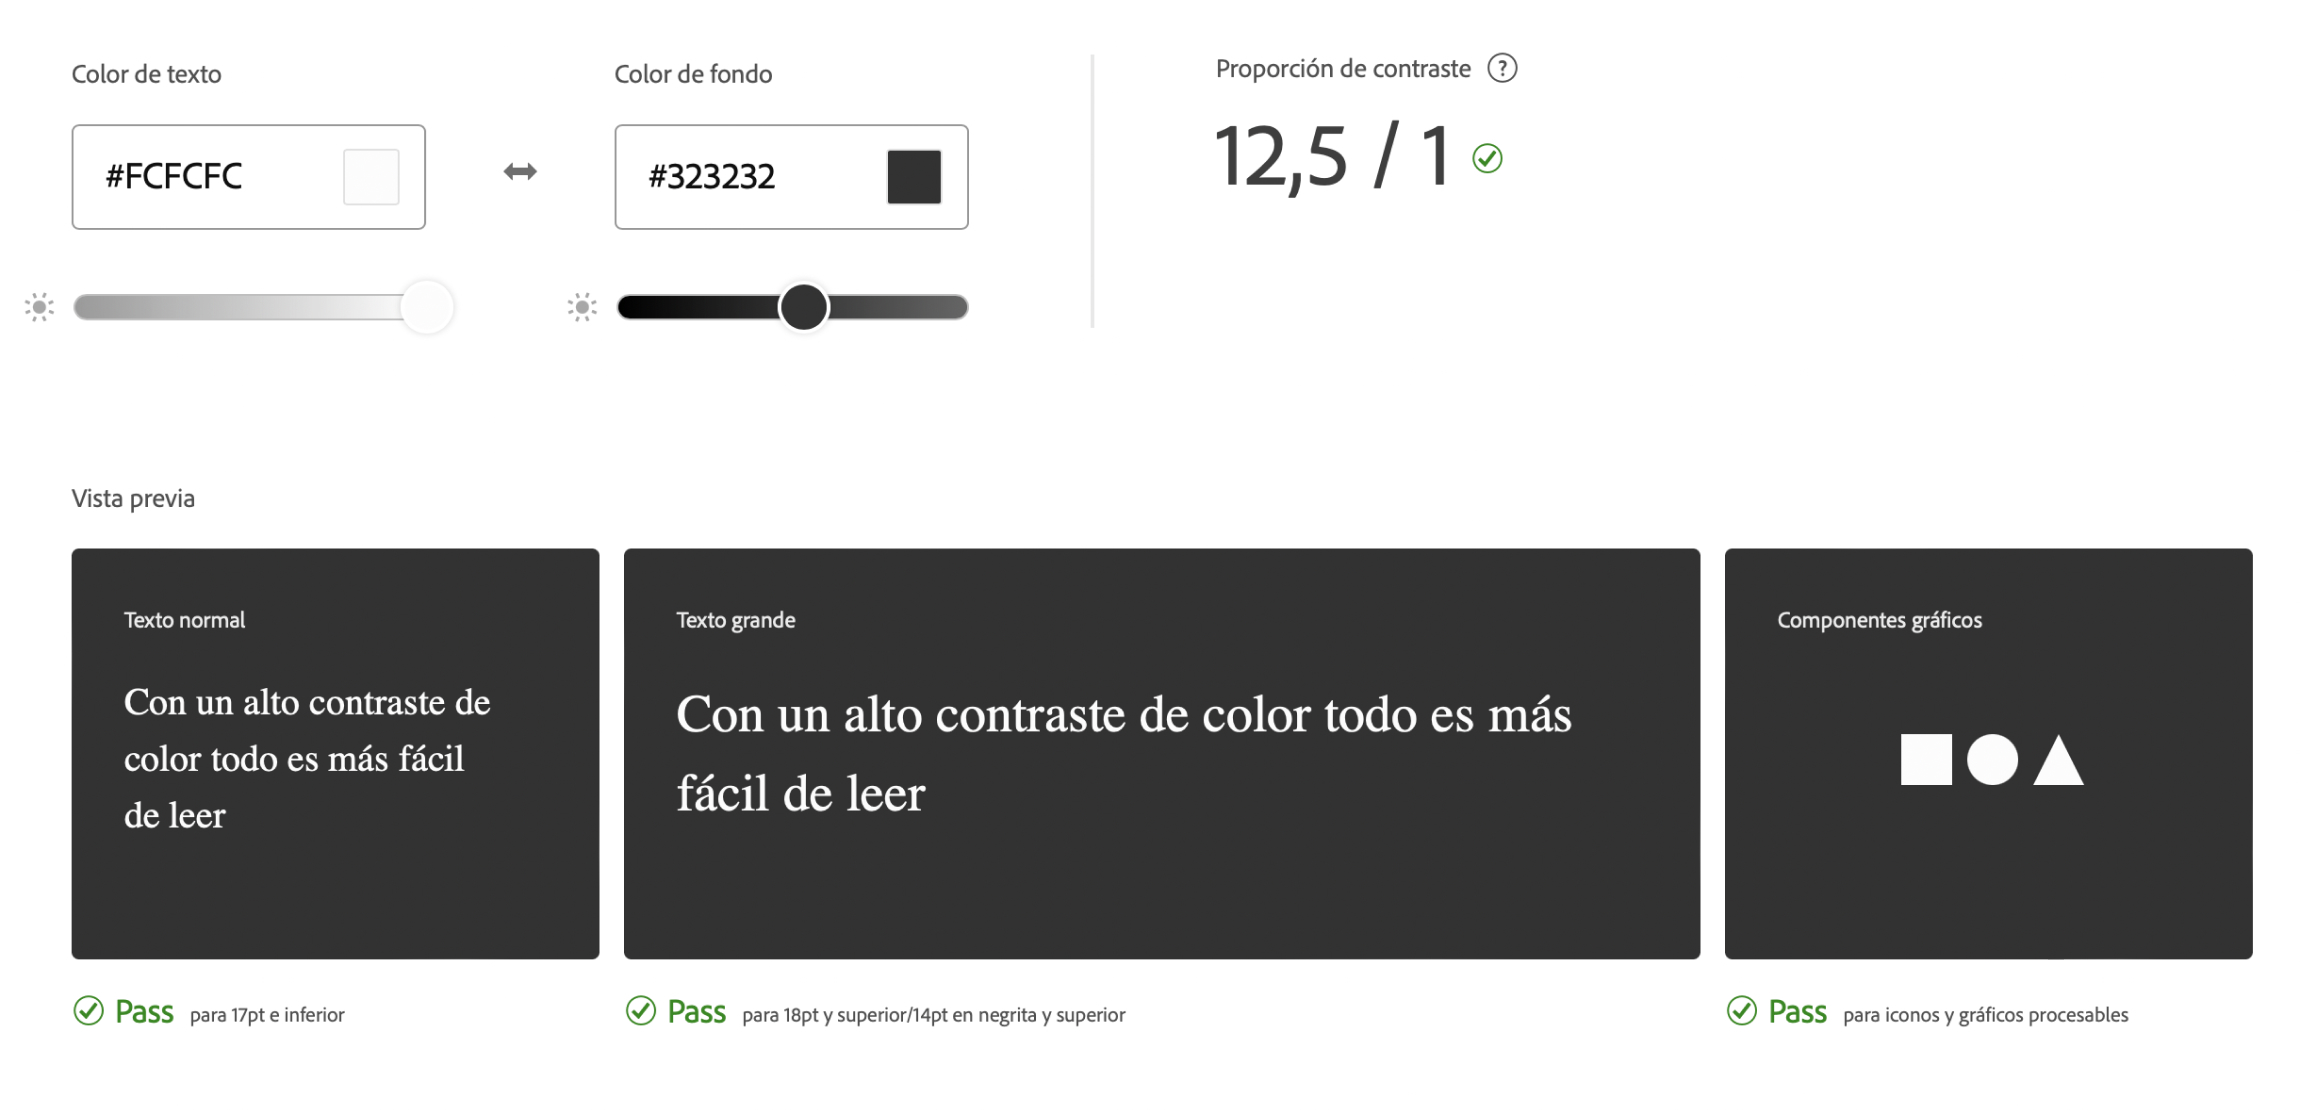 Color de texto
Color de fondo
Proporción de contraste ?
#FCFCFC
#323232
12,5 / 1
Vista previa
Texto normal
Con un alto contraste de
color todo es más fácil
de leer
Texto grande
Con un alto contraste de color todo es más
fácil de leer
Componentes gráficos
Pass para 17pt e inferior
Pass para 18pt y superior/14pt en negrita y superior
Pass para iconos y gráficos procesables